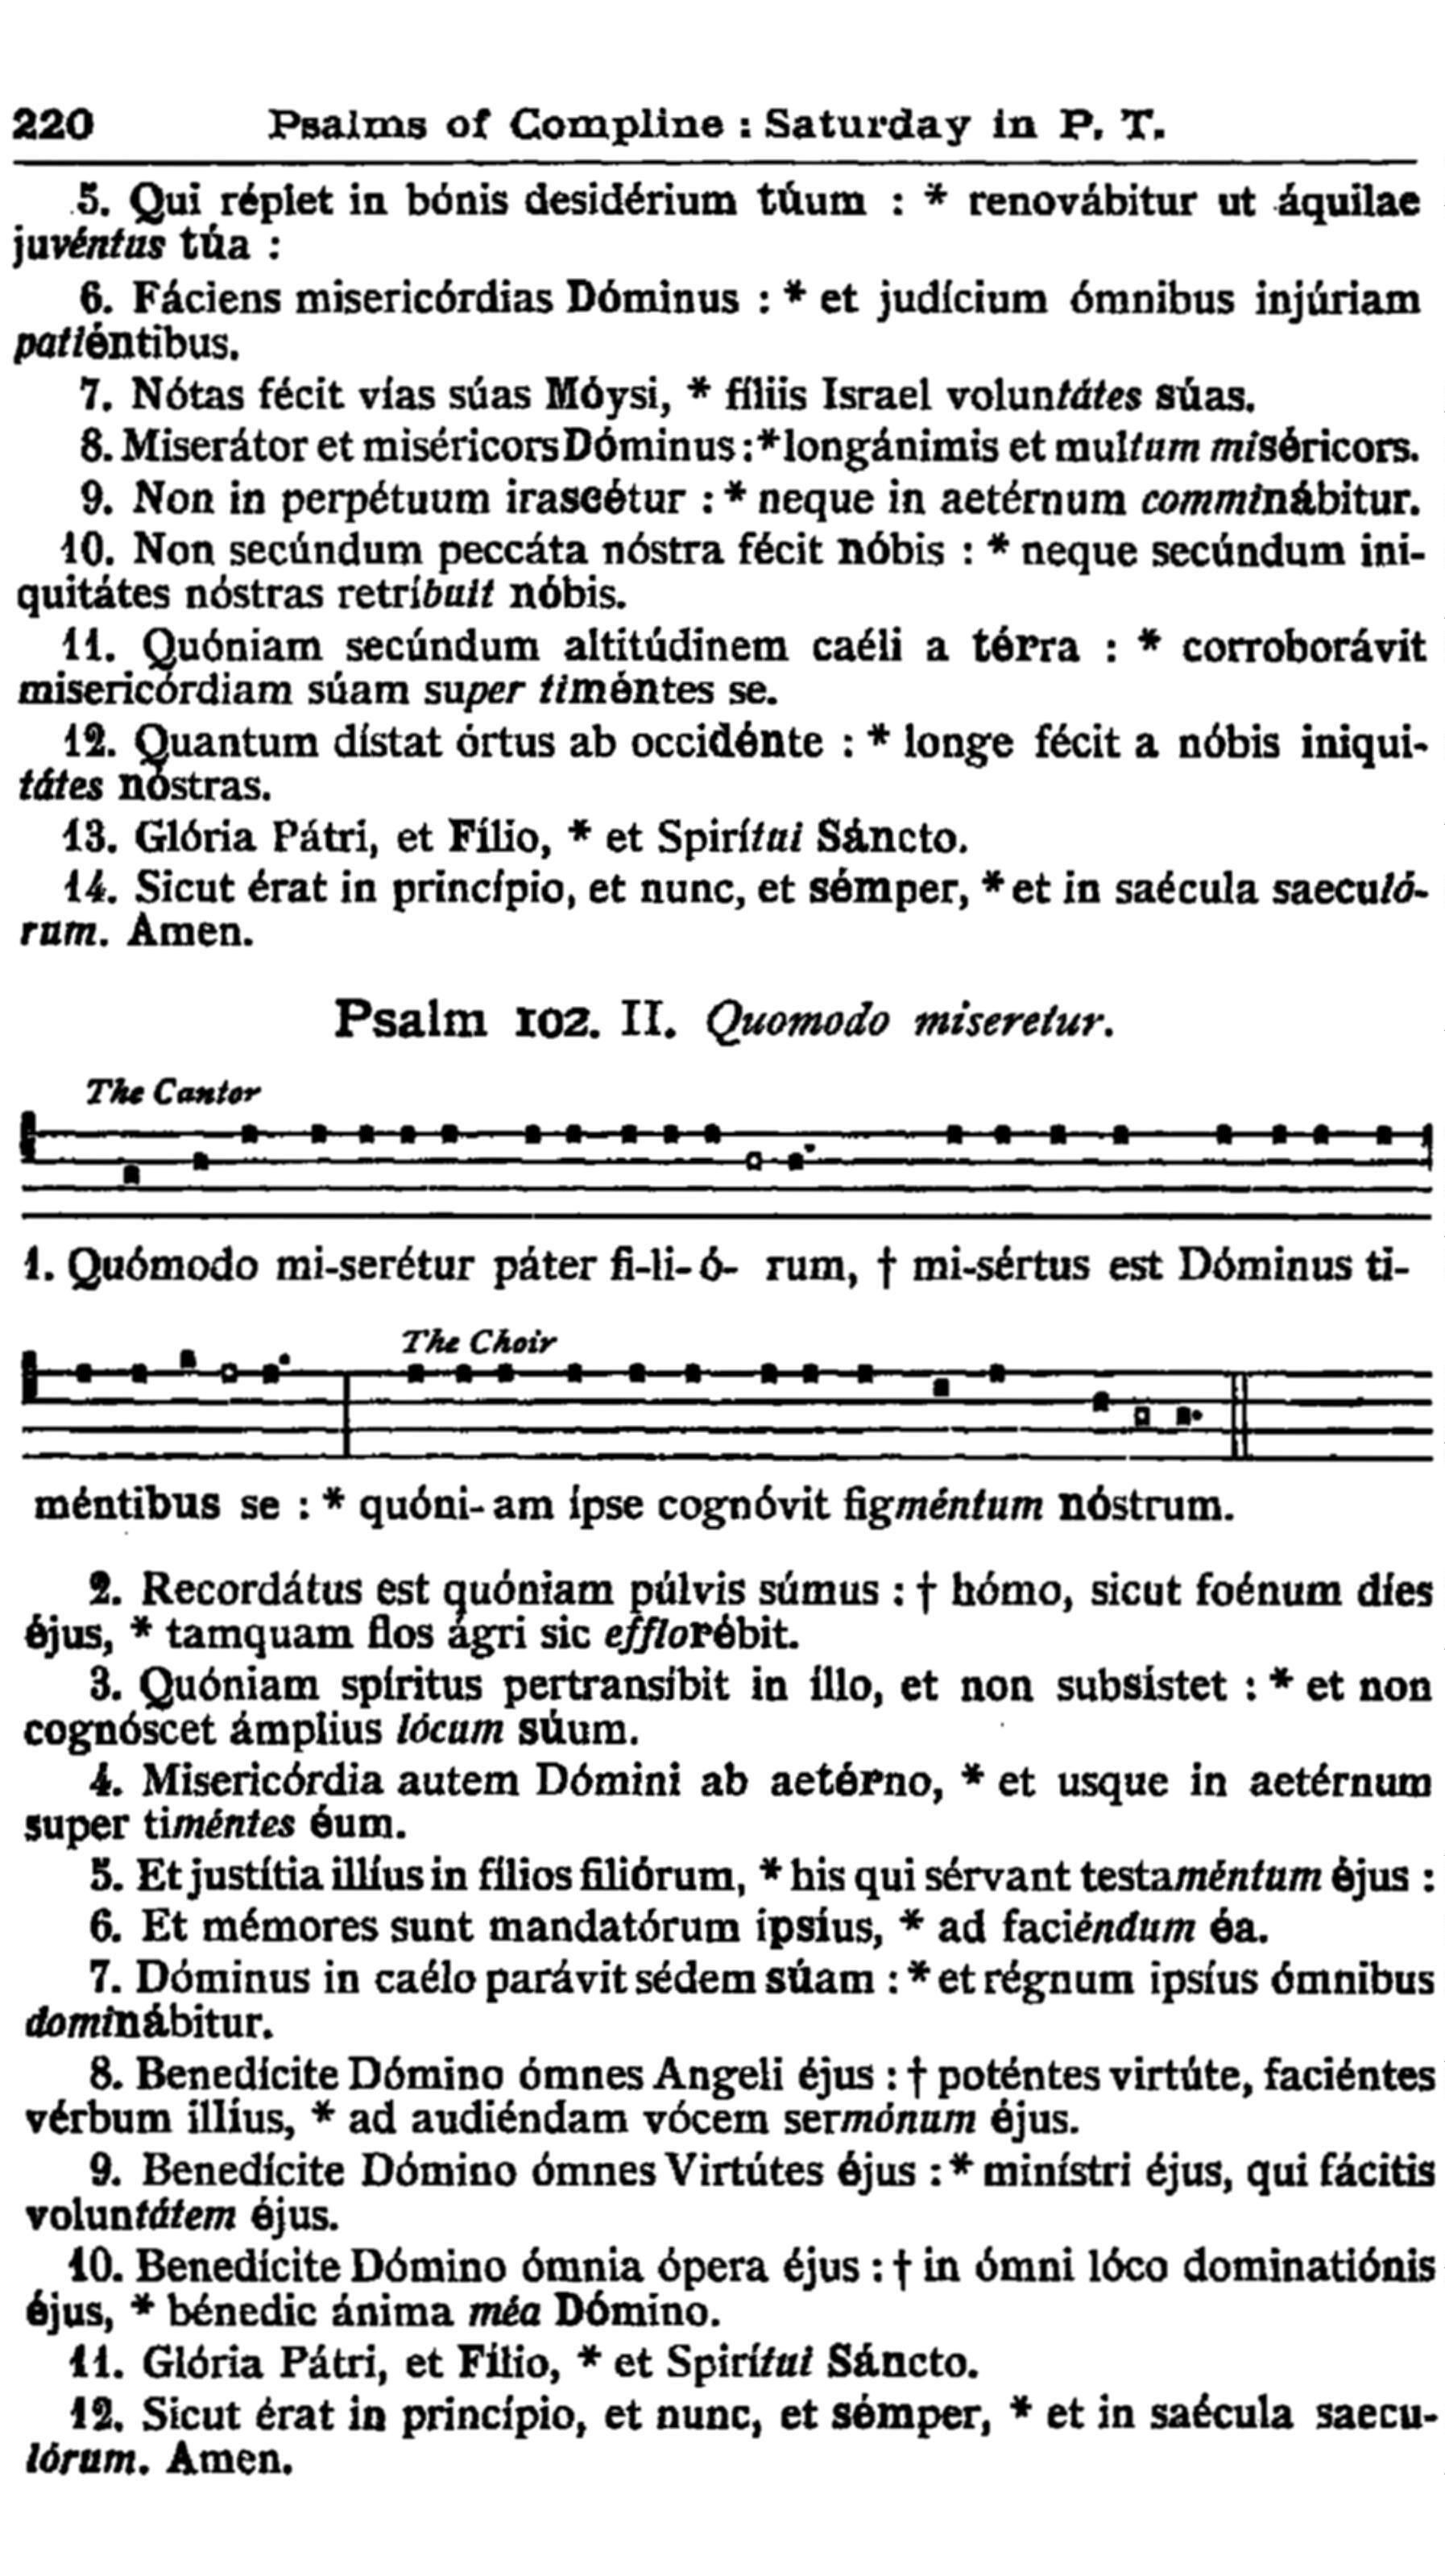 220 Psalms of Compline : Saturday in P. T.
5. Qui réplet in bónis desidérium túum : * renovábitur ut áquilae
juvéntus túa :
6. Fáciens misericórdias Dóminus : * et judícium ómnibus injúriam
patiéntibus.
7. Nótas fécit vías súas Móysi, * fíliis Israel voluntátes súas.
8. Miserátor et miséricors Dóminus : * longánimis et multum miséricors.
9. Non in perpétuum irascétur : * neque in aetérnum comminábitur.
10. Non secúndum peccáta nóstra fécit nóbis : * neque secúndum ini-
quitátes nóstras retríbuit nóbis.
11. Quóniam secúndum altitúdinem caéli a térra : * corroborávit
misericórdiam súam super timéntes se.
12. Quantum dístat órtus ab occidénte : * longe fécit a nóbis iniqui-
tátes nóstras.
13. Glória Pátri, et Fílio, * et Spirítui Sáncto.
14. Sicut érat in princípio, et nunc, et sémper, * et in saécula saeculó-
rum. Amen.
Psalm 102. II. Quomodo miseretur.
The Cantor
1. Quómodo mi-serétur páter fi-li-ó- rum, † mi-sértus est Dóminus ti-
The Choir
méntibus se : * quóni-am ípse cognóvit figméntum nóstrum.
2. Recordátus est quóniam púlvis súmus : † hómo, sicut foénum díes
éjus, * tamquam flos ágri sic efflorébit.
3. Quóniam spíritus pertransíbit in íllo, et non subsístet : * et non
cognóscet ámplius lócum súum.
4. Misericórdia autem Dómini ab aetérno, * et usque in aetérnum
super timéntes éum.
5. Et justítia illíus in fílios filiórum, * his qui sérvant testaméntum éjus :
6. Et mémores sunt mandatórum ipsíus, * ad faciéndum éa.
7. Dóminus in caélo parávit sédem súam : * et régnum ipsíus ómnibus
dominábitur.
8. Benedícite Dómino ómnes Angeli éjus : † poténtes virtúte, faciéntes
vérbum illíus, * ad audiéndam vócem sermónum éjus.
9. Benedícite Dómino ómnes Virtútes éjus : * minístri éjus, qui fácitis
voluntátem éjus.
10. Benedícite Dómino ómnia ópera éjus : † in ómni lóco dominatiónis
éjus, * bénedic ánima méa Dómino.
11. Glória Pátri, et Fílio, * et Spirítui Sáncto.
12. Sicut érat in princípio, et nunc, et sémper, * et in saécula saecu-
lórum. Amen.